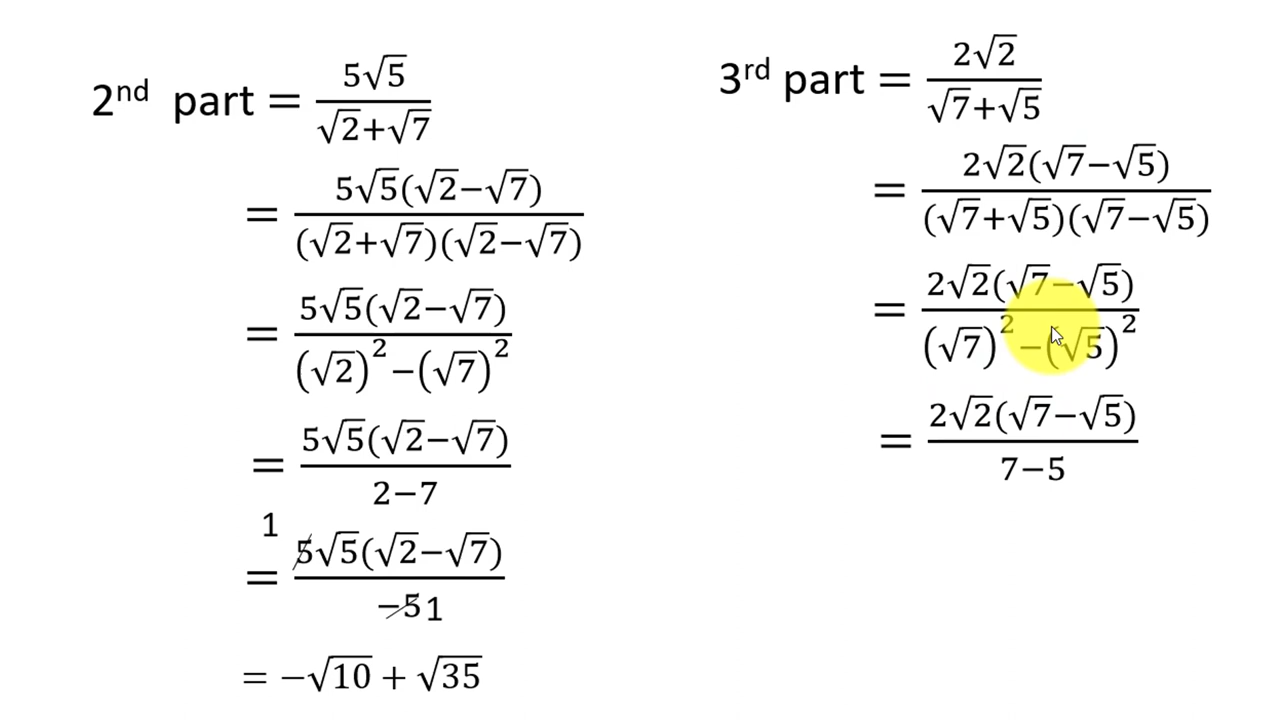 2ⁿᵈ part = 5√5/(√2+√7)
= 5√5(√2−√7)/((√2+√7)(√2−√7))
= 5√5(√2−√7)/((√2)²−(√7)²)
= 5√5(√2−√7)/(2−7)
1
= 5√5(√2−√7)/(−5) 1
= −√10 + √35
3ʳᵈ part = 2√2/(√7+√5)
= 2√2(√7−√5)/((√7+√5)(√7−√5))
= 2√2(√7−√5)/((√7)²−(√5)²)
= 2√2(√7−√5)/(7−5)